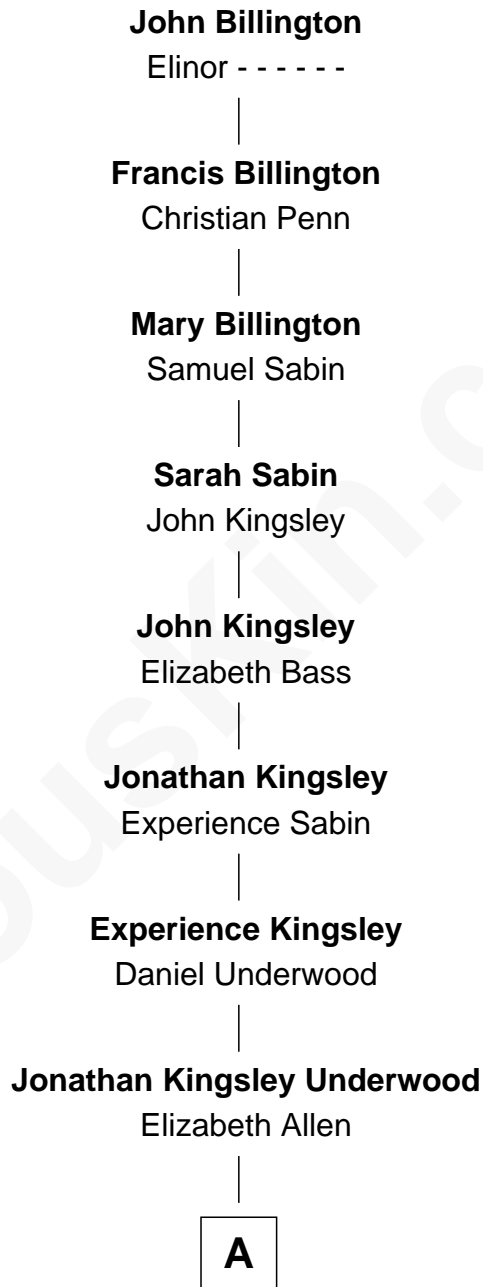 John Billington
Elinor - - - - - -
Francis Billington
Christian Penn
Mary Billington
Samuel Sabin
Sarah Sabin
John Kingsley
John Kingsley
Elizabeth Bass
Jonathan Kingsley
Experience Sabin
Experience Kingsley
Daniel Underwood
Jonathan Kingsley Underwood
Elizabeth Allen
A